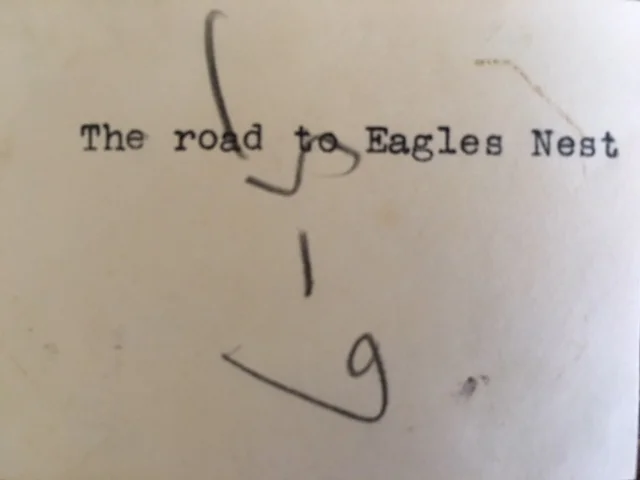 The road to Eagles Nest